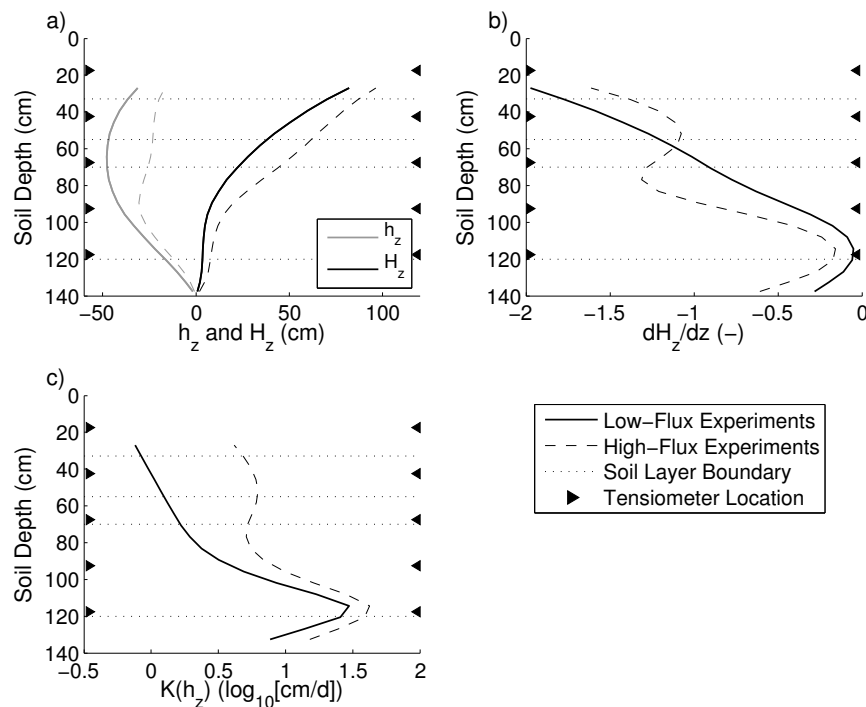 a)
0
20
40
60
80
100
120
140
Soil Depth (cm)
−50 0 50 100
h_z and H_z (cm)
h_z
H_z
b)
0
20
40
60
80
100
120
140
Soil Depth (cm)
−2 −1.5 −1 −0.5 0
dH_z/dz (−)
c)
0
20
40
60
80
100
120
140
Soil Depth (cm)
−0.5 0 0.5 1 1.5 2
K(h_z) (log_10[cm/d])
Low−Flux Experiments
High−Flux Experiments
Soil Layer Boundary
Tensiometer Location